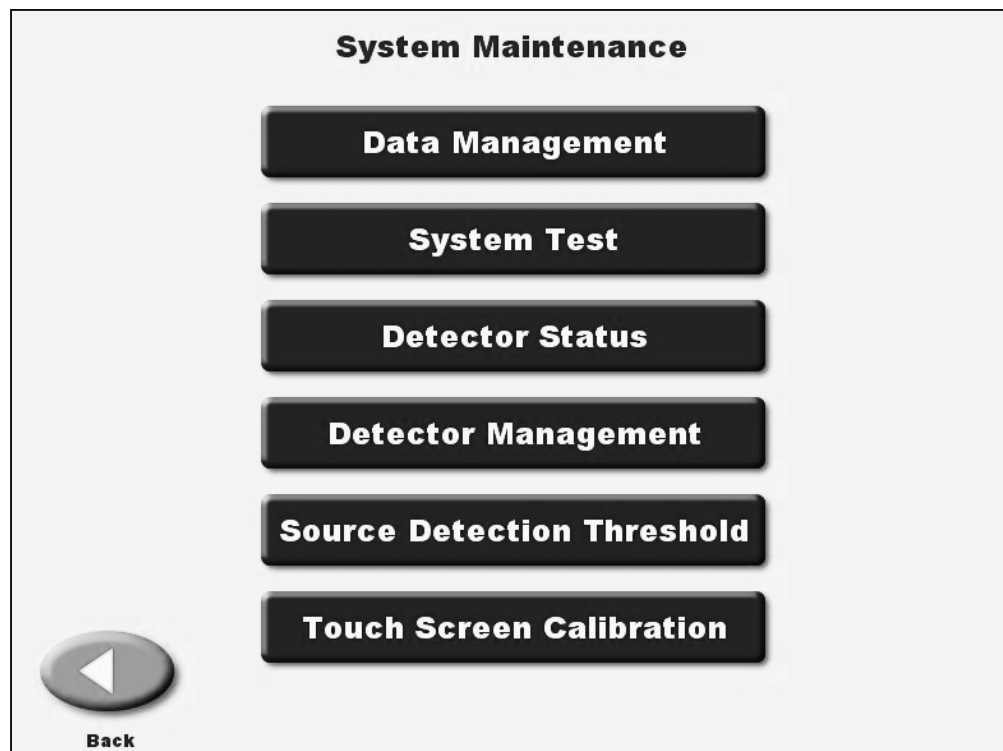 System Maintenance
Data Management
System Test
Detector Status
Detector Management
Source Detection Threshold
Touch Screen Calibration
Back